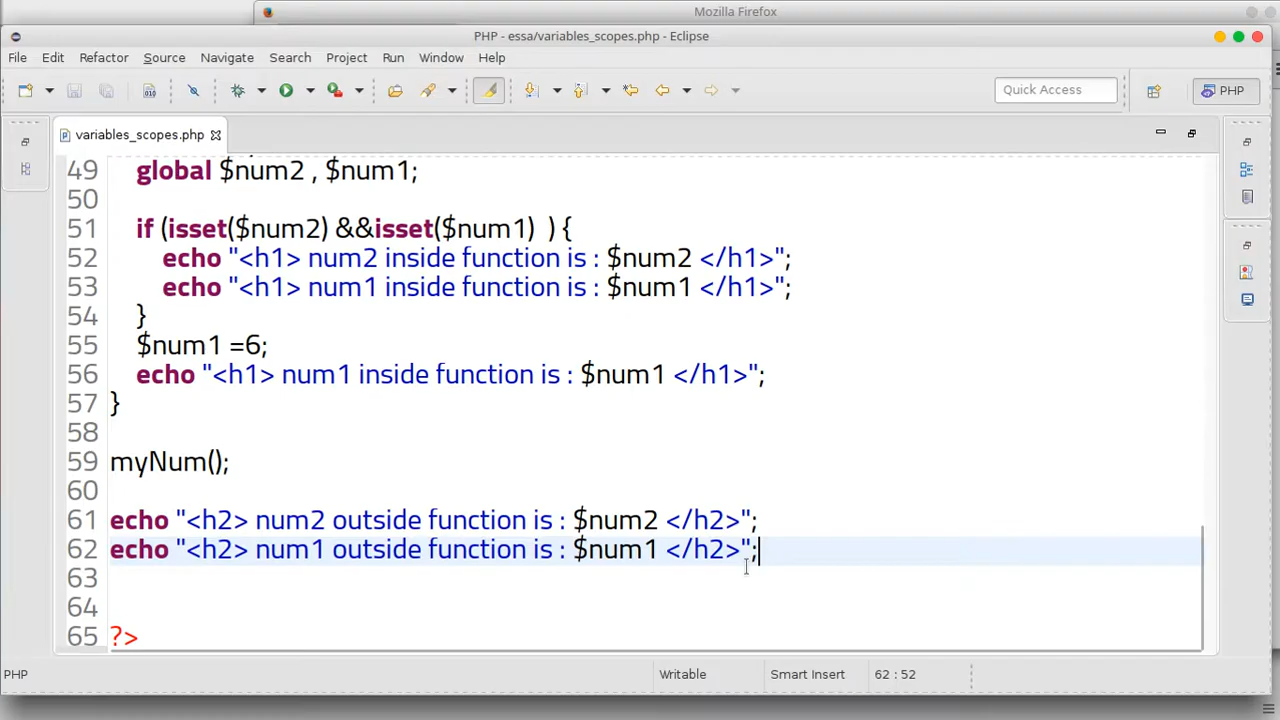 Mozilla Firefox
PHP - essa/variables_scopes.php - Eclipse
File Edit Refactor Source Navigate Search Project Run Window Help
Quick Access PHP
variables_scopes.php
49 global $num2 , $num1;
50
51 if (isset($num2) &&isset($num1)  ) {
52 echo "<h1> num2 inside function is : $num2 </h1>";
53 echo "<h1> num1 inside function is : $num1 </h1>";
54 }
55 $num1 =6;
56 echo "<h1> num1 inside function is : $num1 </h1>";
57 }
58
59 myNum();
60
61 echo "<h2> num2 outside function is : $num2 </h2>";
62 echo "<h2> num1 outside function is : $num1 </h2>";
63
64
65 ?>
PHP Writable Smart Insert 62 : 52